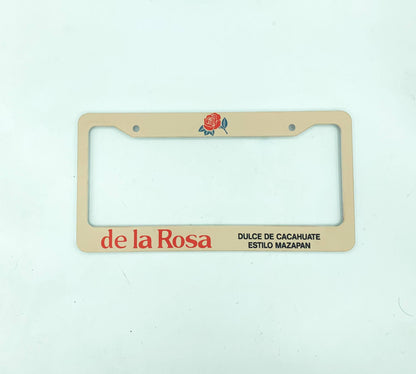 de la Rosa
DULCE DE CACAHUATE
ESTILO MAZAPAN